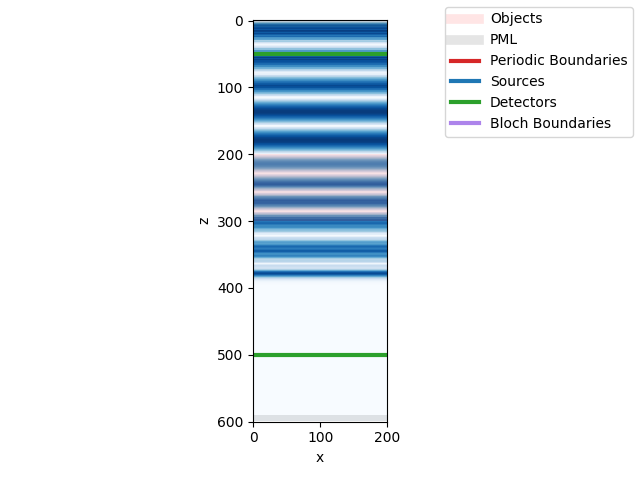 Objects
PML
Periodic Boundaries
Sources
Detectors
Bloch Boundaries
0
100
200
300
400
500
600
z
0 100 200
x